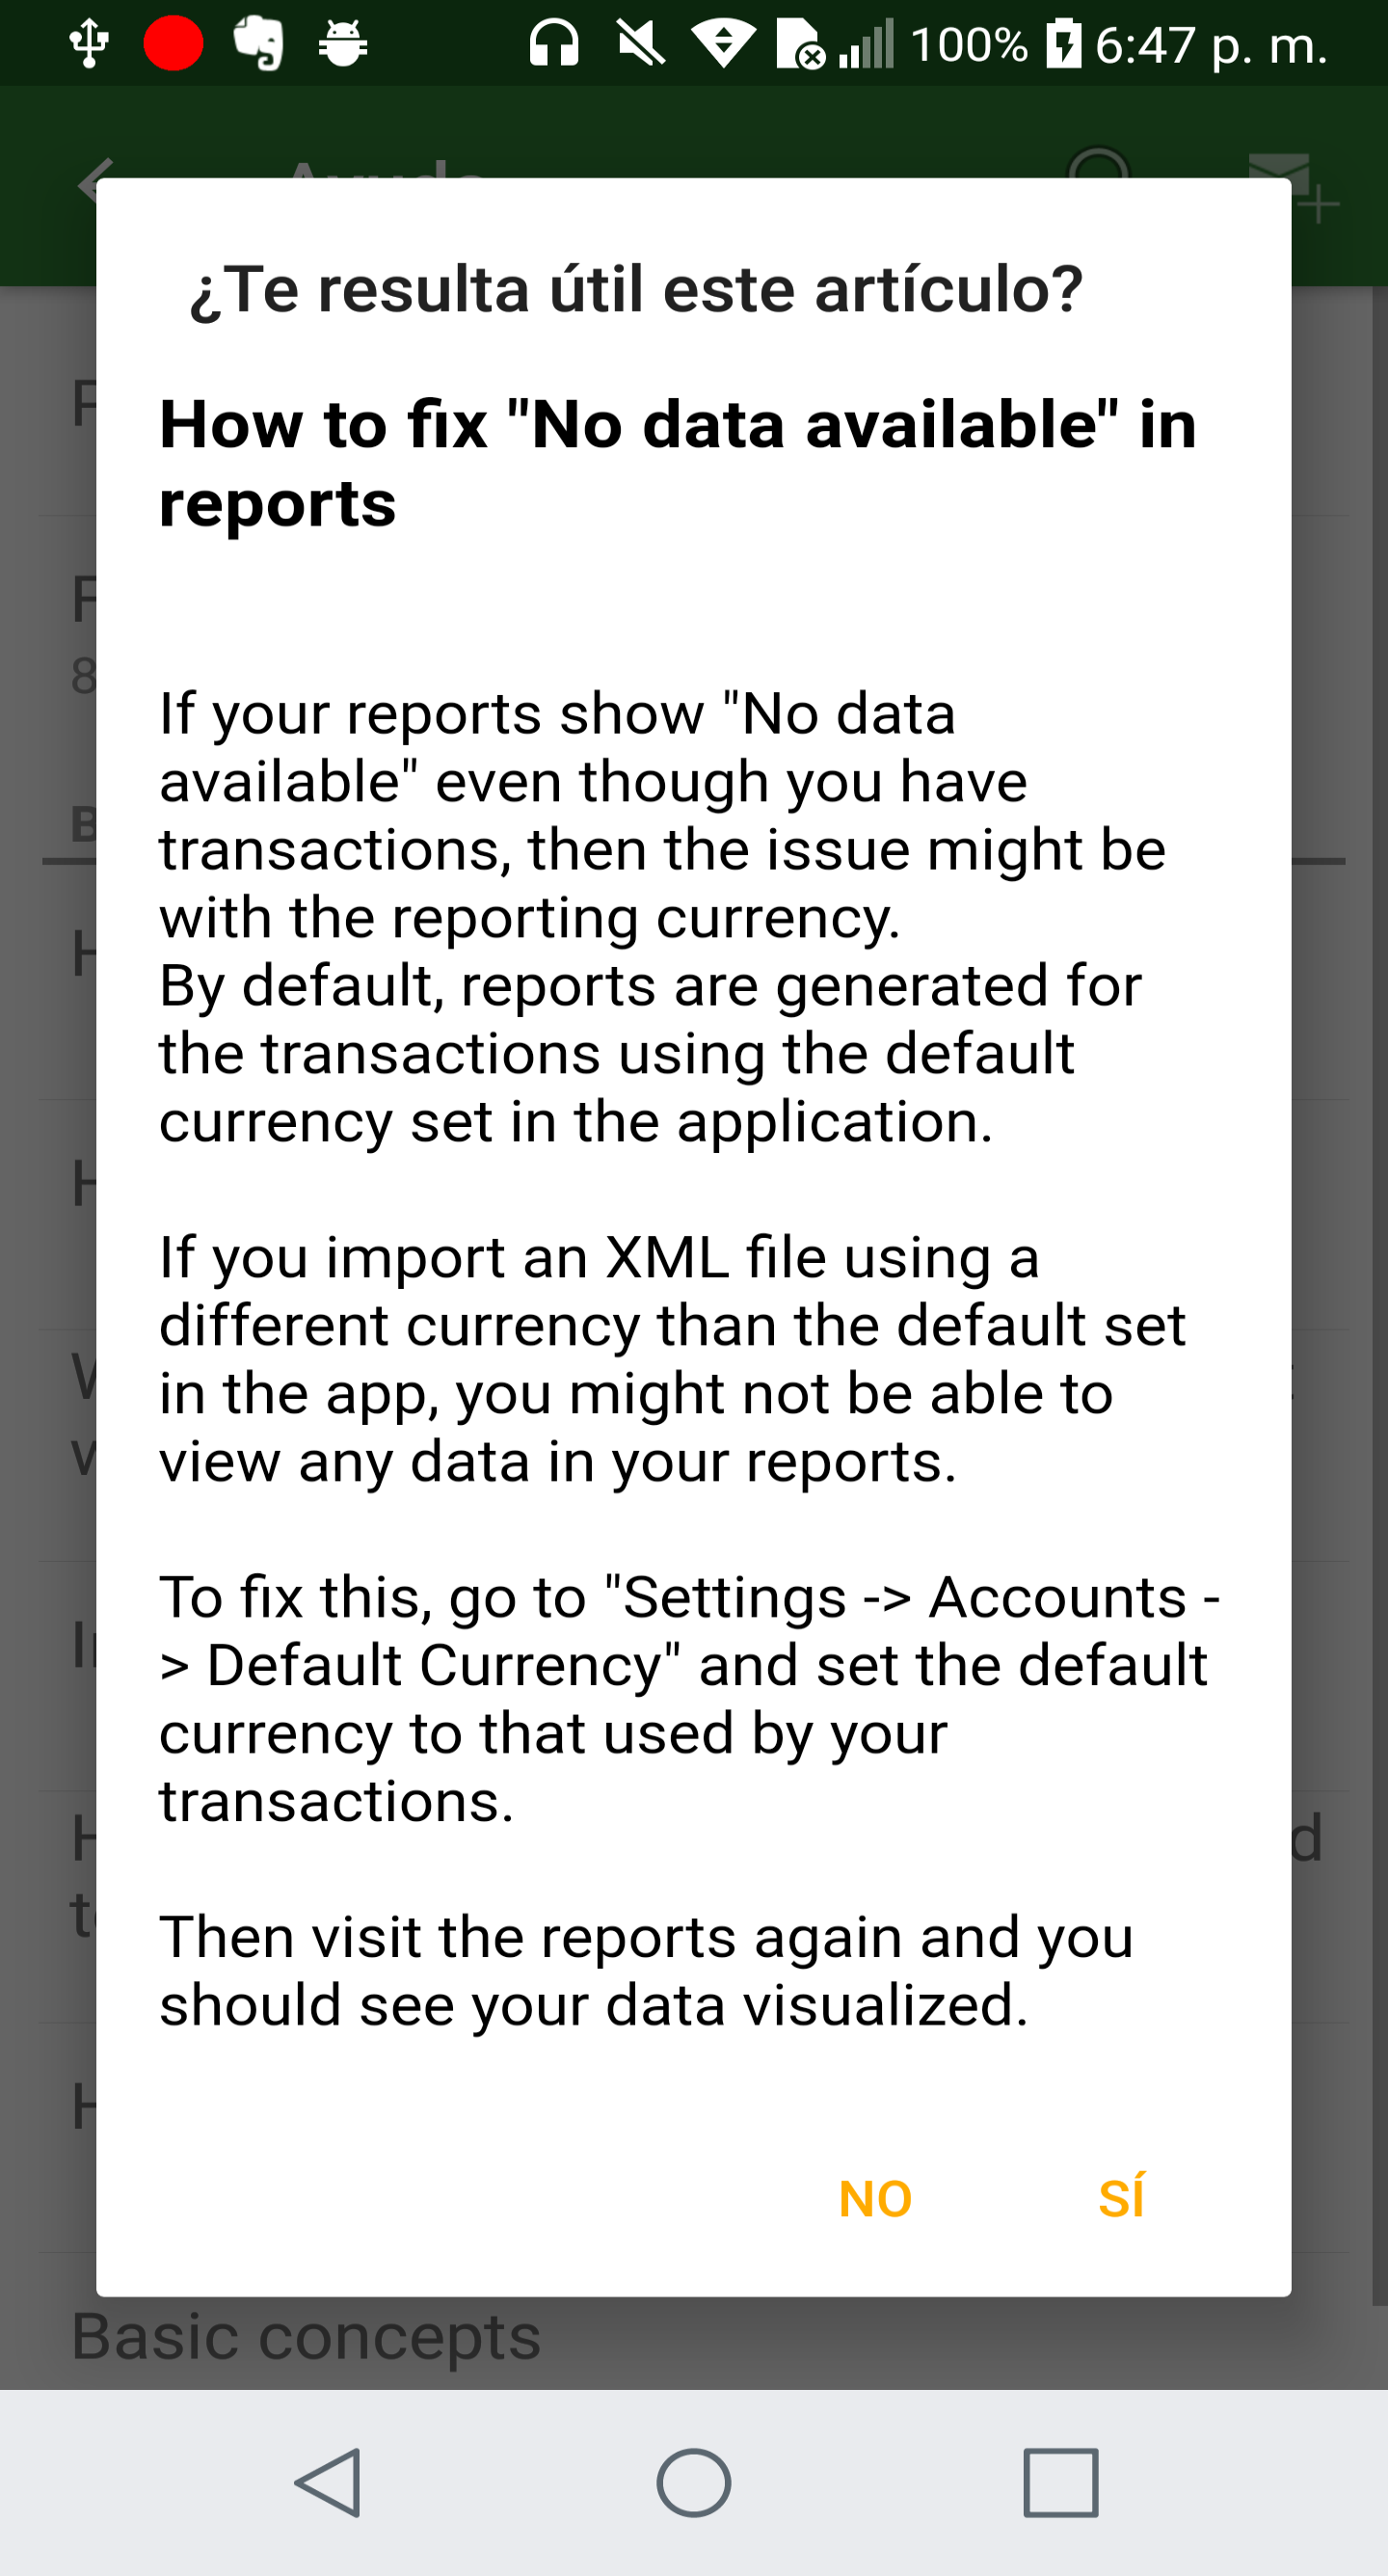 100% 6:47 p. m.
¿Te resulta útil este artículo?
How to fix "No data available" in
reports
If your reports show "No data
available" even though you have
transactions, then the issue might be
with the reporting currency.
By default, reports are generated for
the transactions using the default
currency set in the application.
If you import an XML file using a
different currency than the default set
in the app, you might not be able to
view any data in your reports.
To fix this, go to "Settings -> Accounts -
> Default Currency" and set the default
currency to that used by your
transactions.
Then visit the reports again and you
should see your data visualized.
NO SÍ
Basic concepts